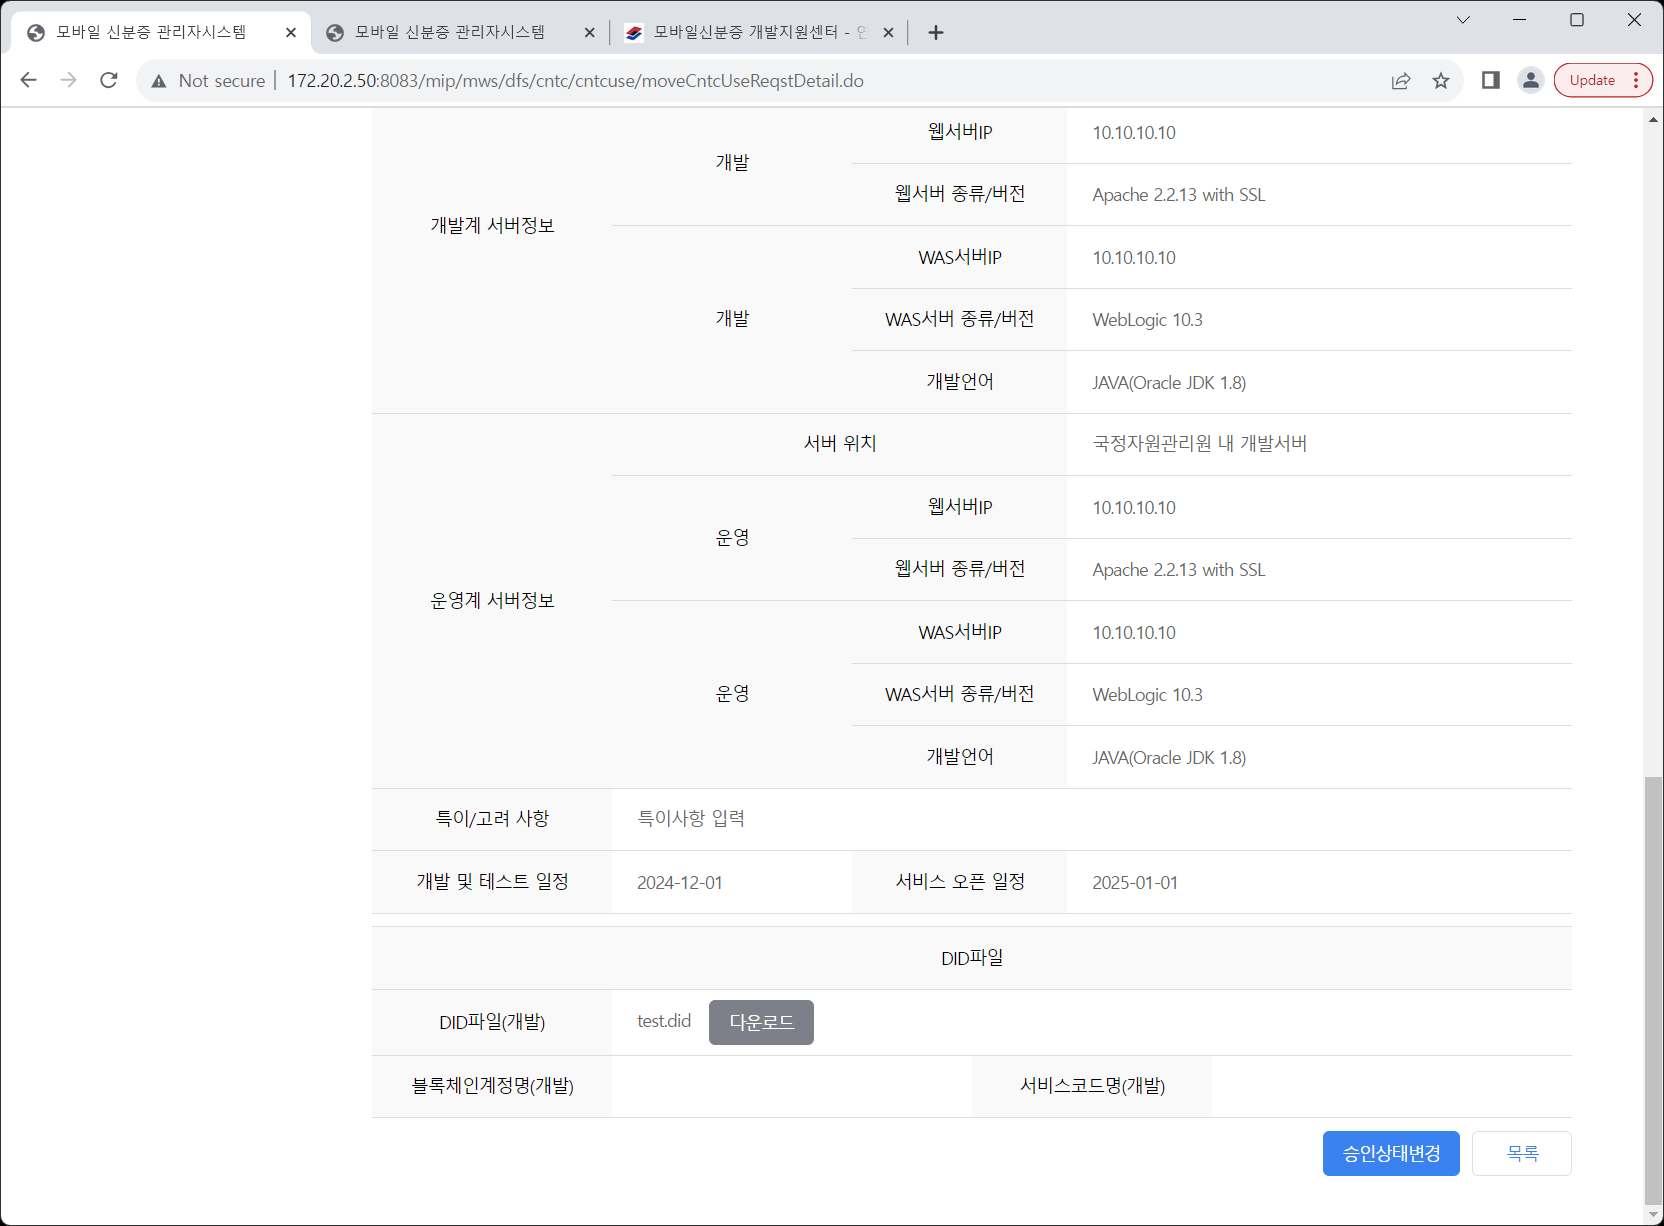 모바일 신분증 관리자시스템
모바일 신분증 관리자시스템
모바일신분증 개발지원센터 -
Not secure
172.20.2.50:8083/mip/mws/dfs/cntc/cntcuse/moveCntcUseReqstDetail.do
Update
개발계 서버정보
개발
웹서버IP
10.10.10.10
웹서버 종류/버전
Apache 2.2.13 with SSL
개발
WAS서버IP
10.10.10.10
WAS서버 종류/버전
WebLogic 10.3
개발언어
JAVA(Oracle JDK 1.8)
운영계 서버정보
서버 위치
국정자원관리원 내 개발서버
운영
웹서버IP
10.10.10.10
웹서버 종류/버전
Apache 2.2.13 with SSL
운영
WAS서버IP
10.10.10.10
WAS서버 종류/버전
WebLogic 10.3
개발언어
JAVA(Oracle JDK 1.8)
특이/고려 사항
특이사항 입력
개발 및 테스트 일정
2024-12-01
서비스 오픈 일정
2025-01-01
DID파일
DID파일(개발)
test.did
다운로드
블록체인계정명(개발)
서비스코드명(개발)
승인상태변경
목록